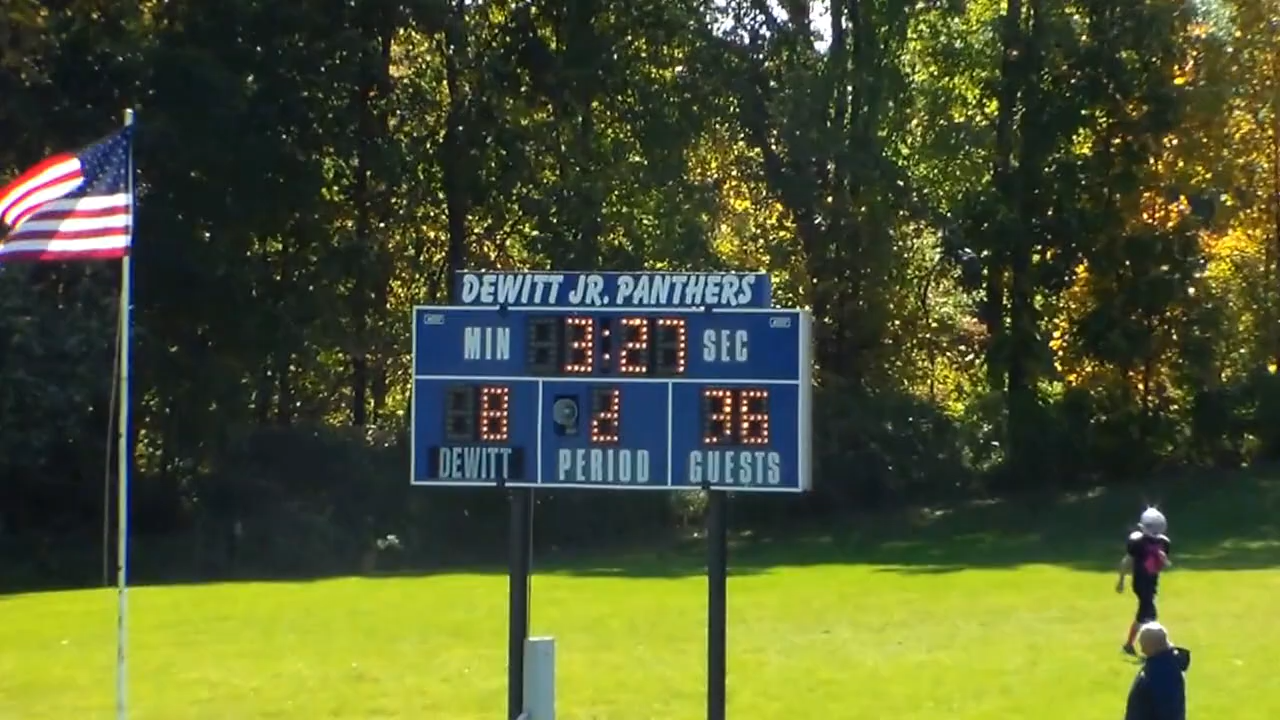 DEWITT JR. PANTHERS
MIN 3:27 SEC
8 2 36
DEWITT PERIOD GUESTS